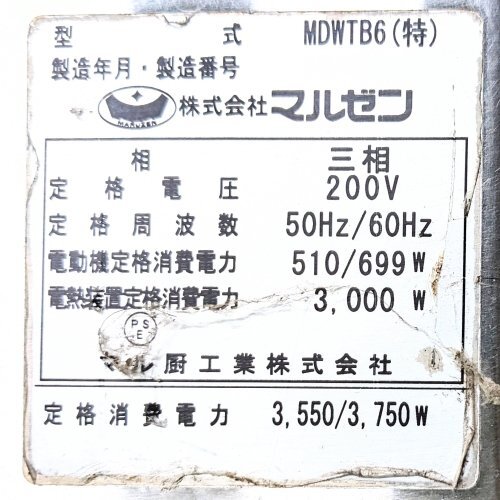 型式 MDWTB6(特)
製造年月・製造番号
MARUZEN 株式会社マルゼン
相 三相
定格電圧 200V
定格周波数 50Hz/60Hz
電動機定格消費電力 510/699W
電熱装置定格消費電力 3,000W
PSE
マル厨工業株式会社
定格消費電力 3,550/3,750W